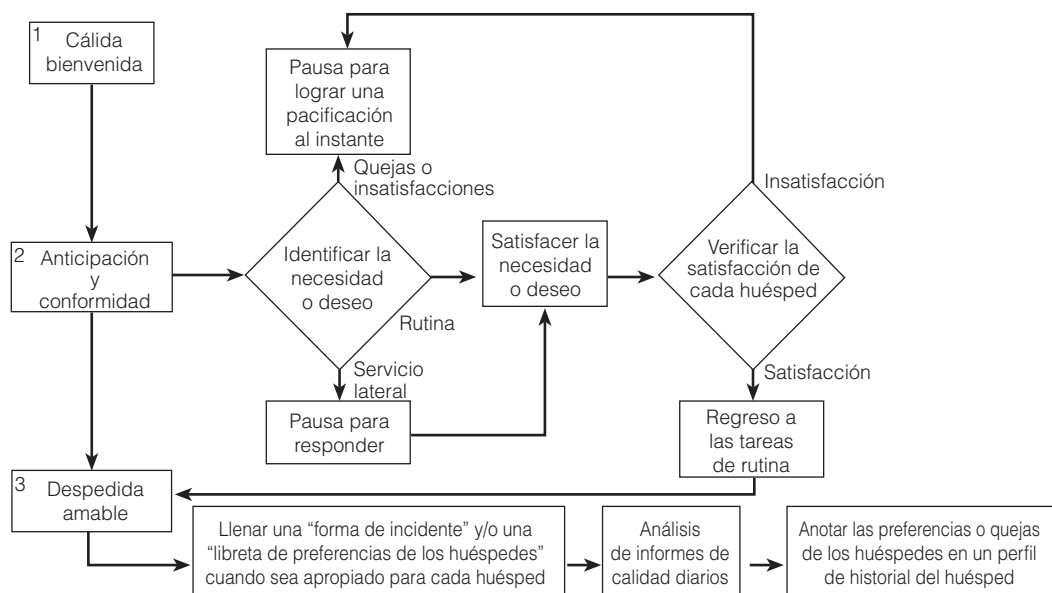 1
Cálida
bienvenida
Pausa para
lograr una
pacificación
al instante
Quejas o
insatisfacciones
Insatisfacción
2
Anticipación
y
conformidad
Identificar la
necesidad
o deseo
Rutina
Satisfacer la
necesidad
o deseo
Verificar la
satisfacción de
cada huésped
Servicio
lateral
Satisfacción
Pausa para
responder
Regreso a
las tareas
de rutina
3
Despedida
amable
Llenar una “forma de incidente” y/o una
“libreta de preferencias de los huéspedes”
cuando sea apropiado para cada huésped
Análisis
de informes de
calidad diarios
Anotar las preferencias o quejas
de los huéspedes en un perfil
de historial del huésped